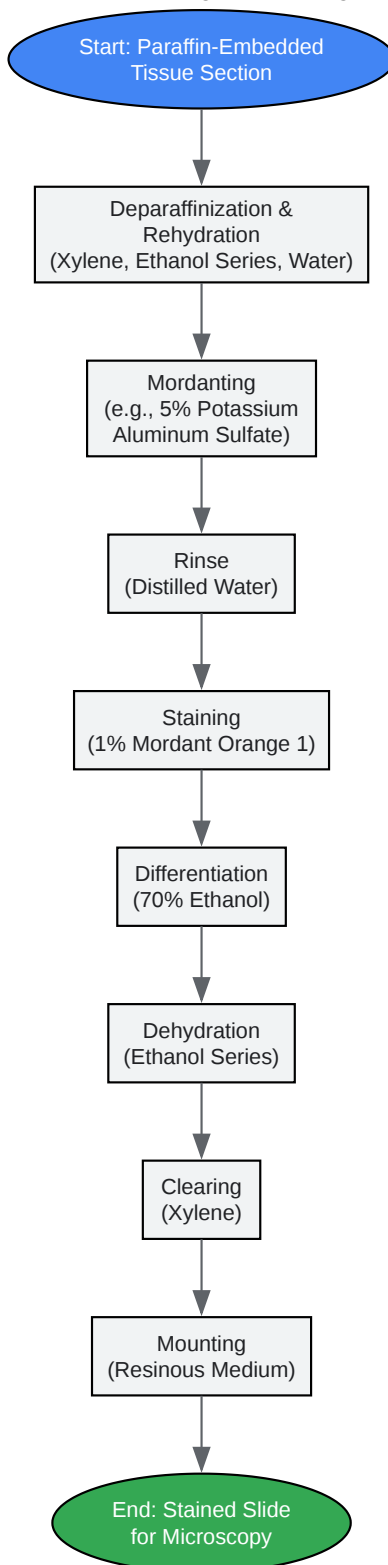 Start: Paraffin-Embedded
Tissue Section
Deparaffinization &
Rehydration
(Xylene, Ethanol Series, Water)
Mordanting
(e.g., 5% Potassium
Aluminum Sulfate)
Rinse
(Distilled Water)
Staining
(1% Mordant Orange 1)
Differentiation
(70% Ethanol)
Dehydration
(Ethanol Series)
Clearing
(Xylene)
Mounting
(Resinous Medium)
End: Stained Slide
for Microscopy